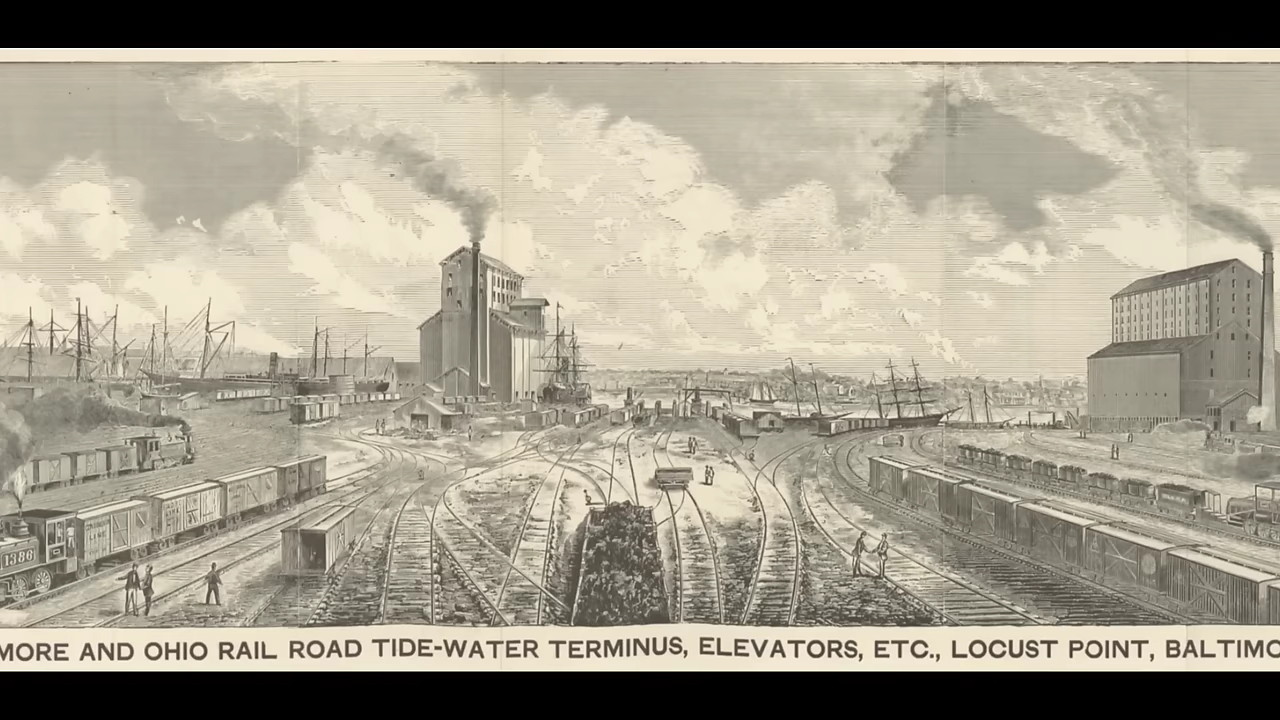 1386
MORE AND OHIO RAIL ROAD TIDE-WATER TERMINUS, ELEVATORS, ETC., LOCUST POINT, BALTIMO